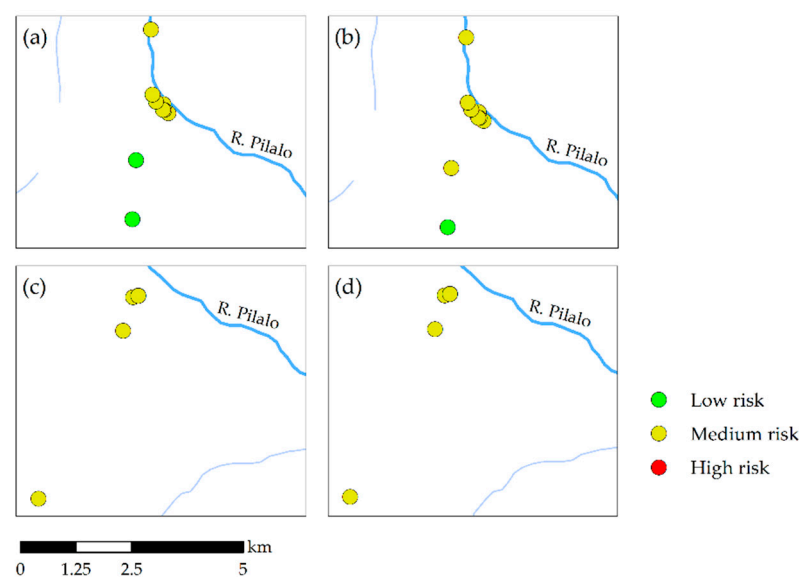 (a)
R. Pilalo
(b)
R. Pilalo
(c)
R. Pilalo
(d)
R. Pilalo
Low risk
Medium risk
High risk
km
0 1.25 2.5 5